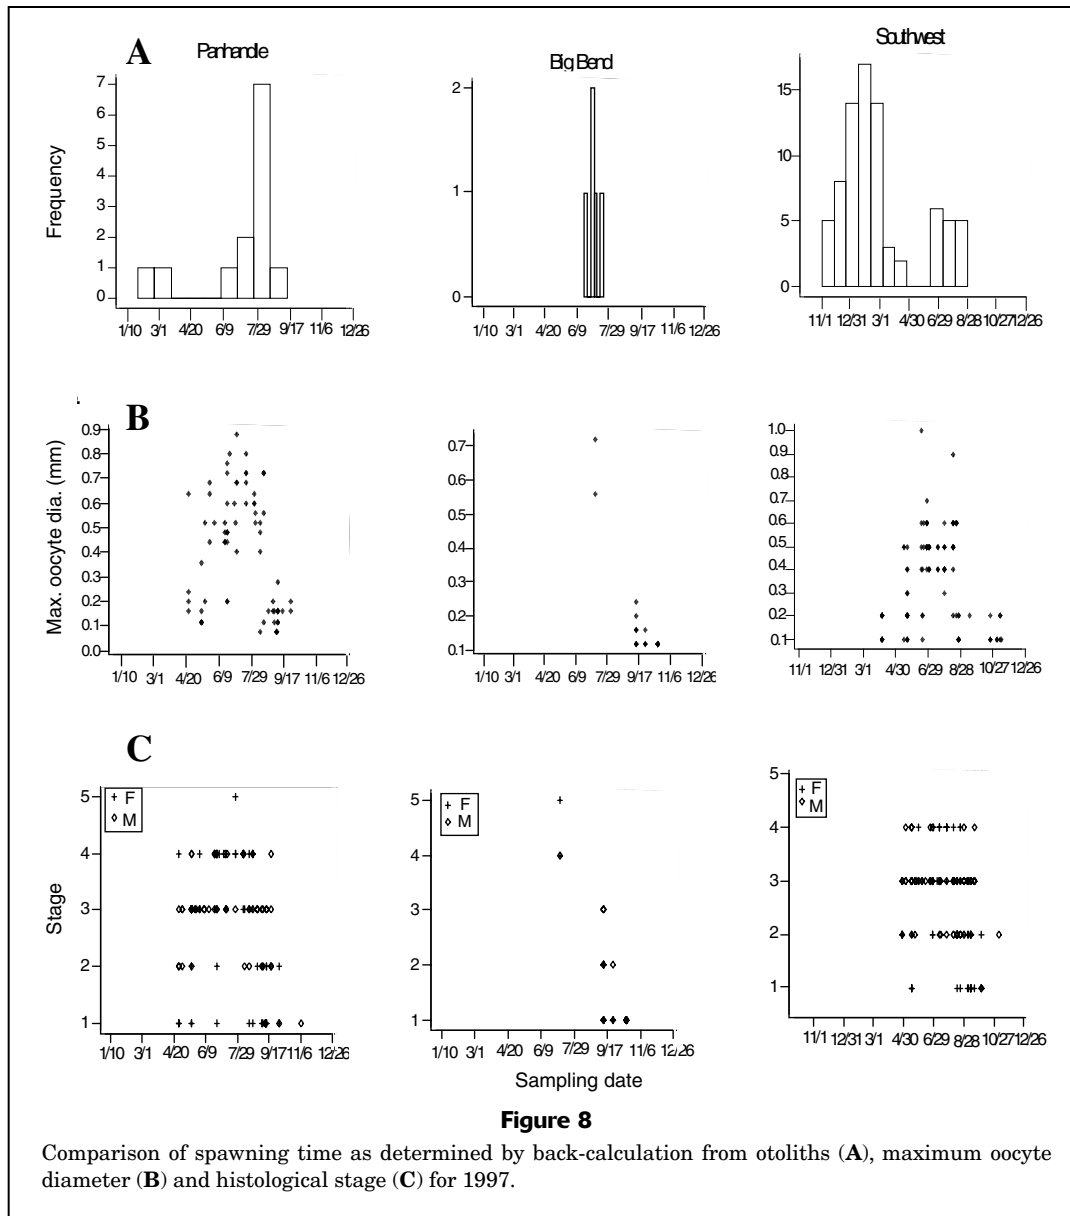 A
Panhandle
Big Bend
Southwest
Frequency
7
6
5
4
3
2
1
0
1/10 3/1 4/20 6/9 7/29 9/17 11/6 12/26
2
1
0
1/10 3/1 4/20 6/9 7/29 9/17 11/6 12/26
15
10
5
0
11/1 12/31 3/1 4/30 6/29 8/28 10/27 12/26
B
Max. oocyte dia. (mm)
0.9
0.8
0.7
0.6
0.5
0.4
0.3
0.2
0.1
0.0
1/10 3/1 4/20 6/9 7/29 9/17 11/6 12/26
0.7
0.6
0.5
0.4
0.3
0.2
0.1
1/10 3/1 4/20 6/9 7/29 9/17 11/6 12/26
1.0
0.9
0.8
0.7
0.6
0.5
0.4
0.3
0.2
0.1
11/1 12/31 3/1 4/30 6/29 8/28 10/27 12/26
C
Stage
5
4
3
2
1
F
M
1/10 3/1 4/20 6/9 7/29 9/17 11/6 12/26
5
4
3
2
1
F
M
1/10 3/1 4/20 6/9 7/29 9/17 11/6 12/26
5
4
3
2
1
F
M
11/1 12/31 3/1 4/30 6/29 8/28 10/27 12/26
Sampling date
Figure 8
Comparison of spawning time as determined by back-calculation from otoliths (A), maximum oocyte
diameter (B) and histological stage (C) for 1997.